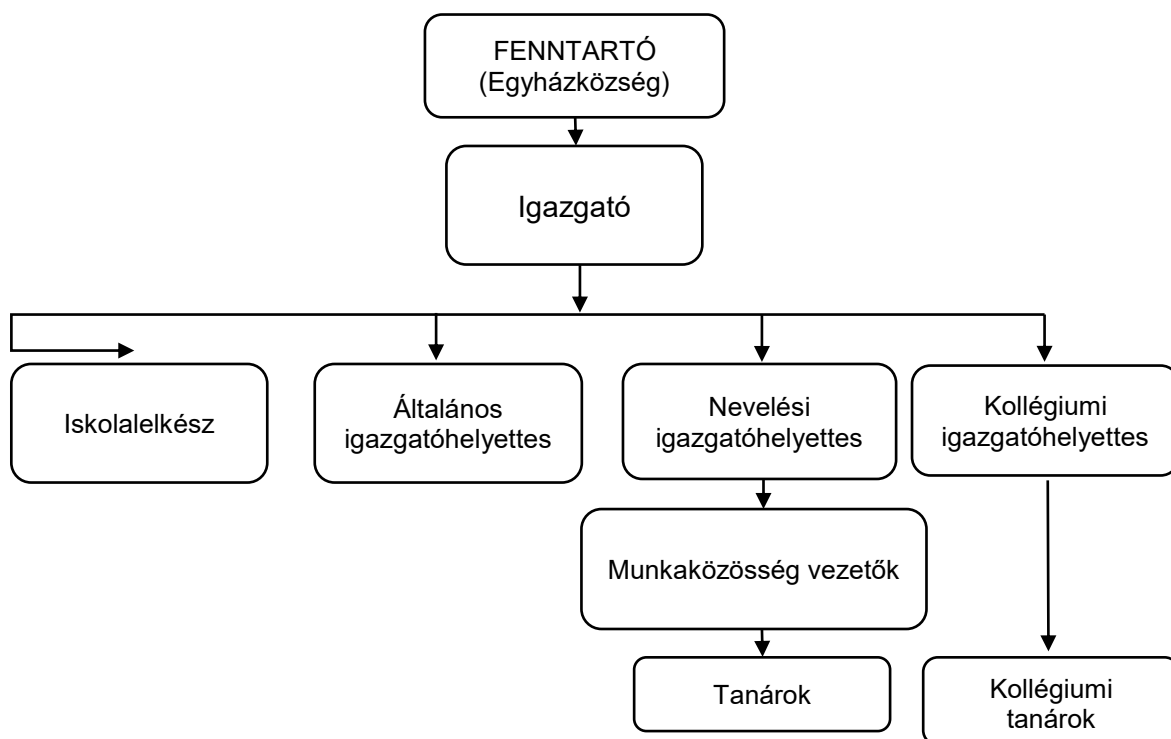 FENNTARTÓ
(Egyházközség)
Igazgató
Iskolalelkész
Általános
igazgatóhelyettes
Nevelési
igazgatóhelyettes
Kollégiumi
igazgatóhelyettes
Munkaközösség vezetők
Tanárok
Kollégiumi
tanárok